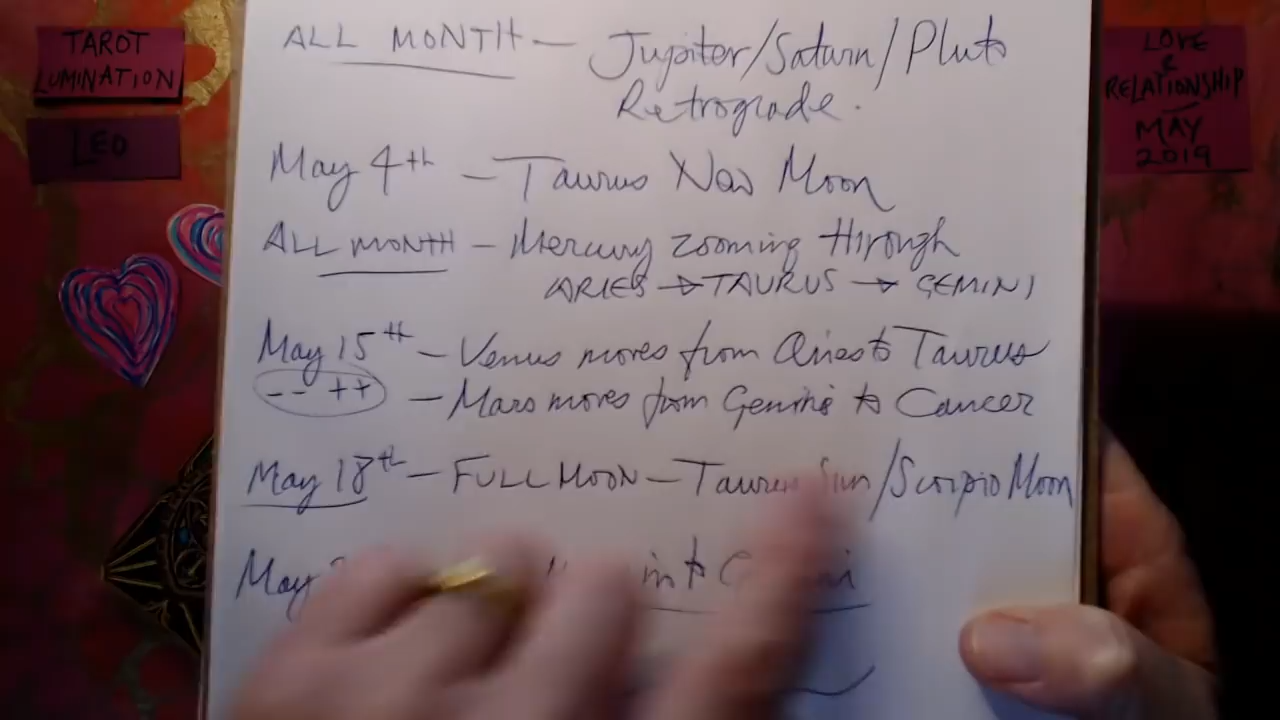 TAROT
LUMINATION
LEO
LOVE
&
RELATIONSHIP
MAY
2019
ALL MONTH — Jupiter/Saturn/Pluto
Retrograde.
May 4th — Taurus New Moon
ALL MONTH — Mercury zooming through
ARIES → TAURUS → GEMINI
May 15th — Venus moves from Aries to Taurus
-- ++ — Mars moves from Gemini to Cancer
May 18th — FULL MOON — Taurus Sun/Scorpio Moon
May into